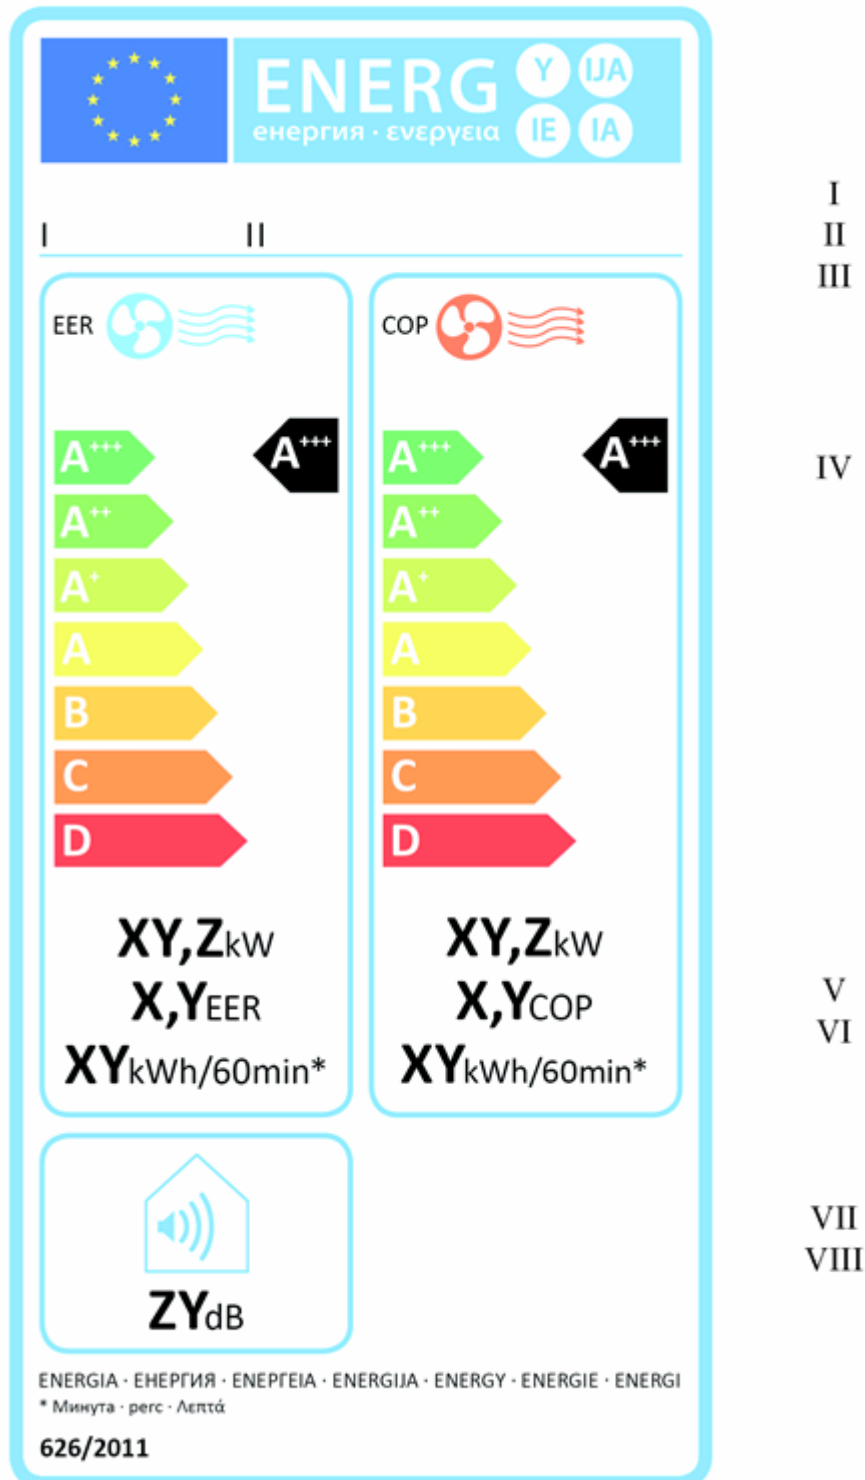 ENERG Y IJA
енергия · ενεργεια IE IA
I II
EER
A+++ A+++
A++
A+
A
B
C
D
XY,ZkW
X,YEER
XYkWh/60min*
COP
A+++ A+++
A++
A+
A
B
C
D
XY,ZkW
X,YCOP
XYkWh/60min*
ZYdB
ENERGIA · ЕНЕРГИЯ · ΕΝΕΡΓΕΙΑ · ENERGIJA · ENERGY · ENERGIE · ENERGI
* Минута · perc · Λεπτά
626/2011
I
II
III
IV
V
VI
VII
VIII